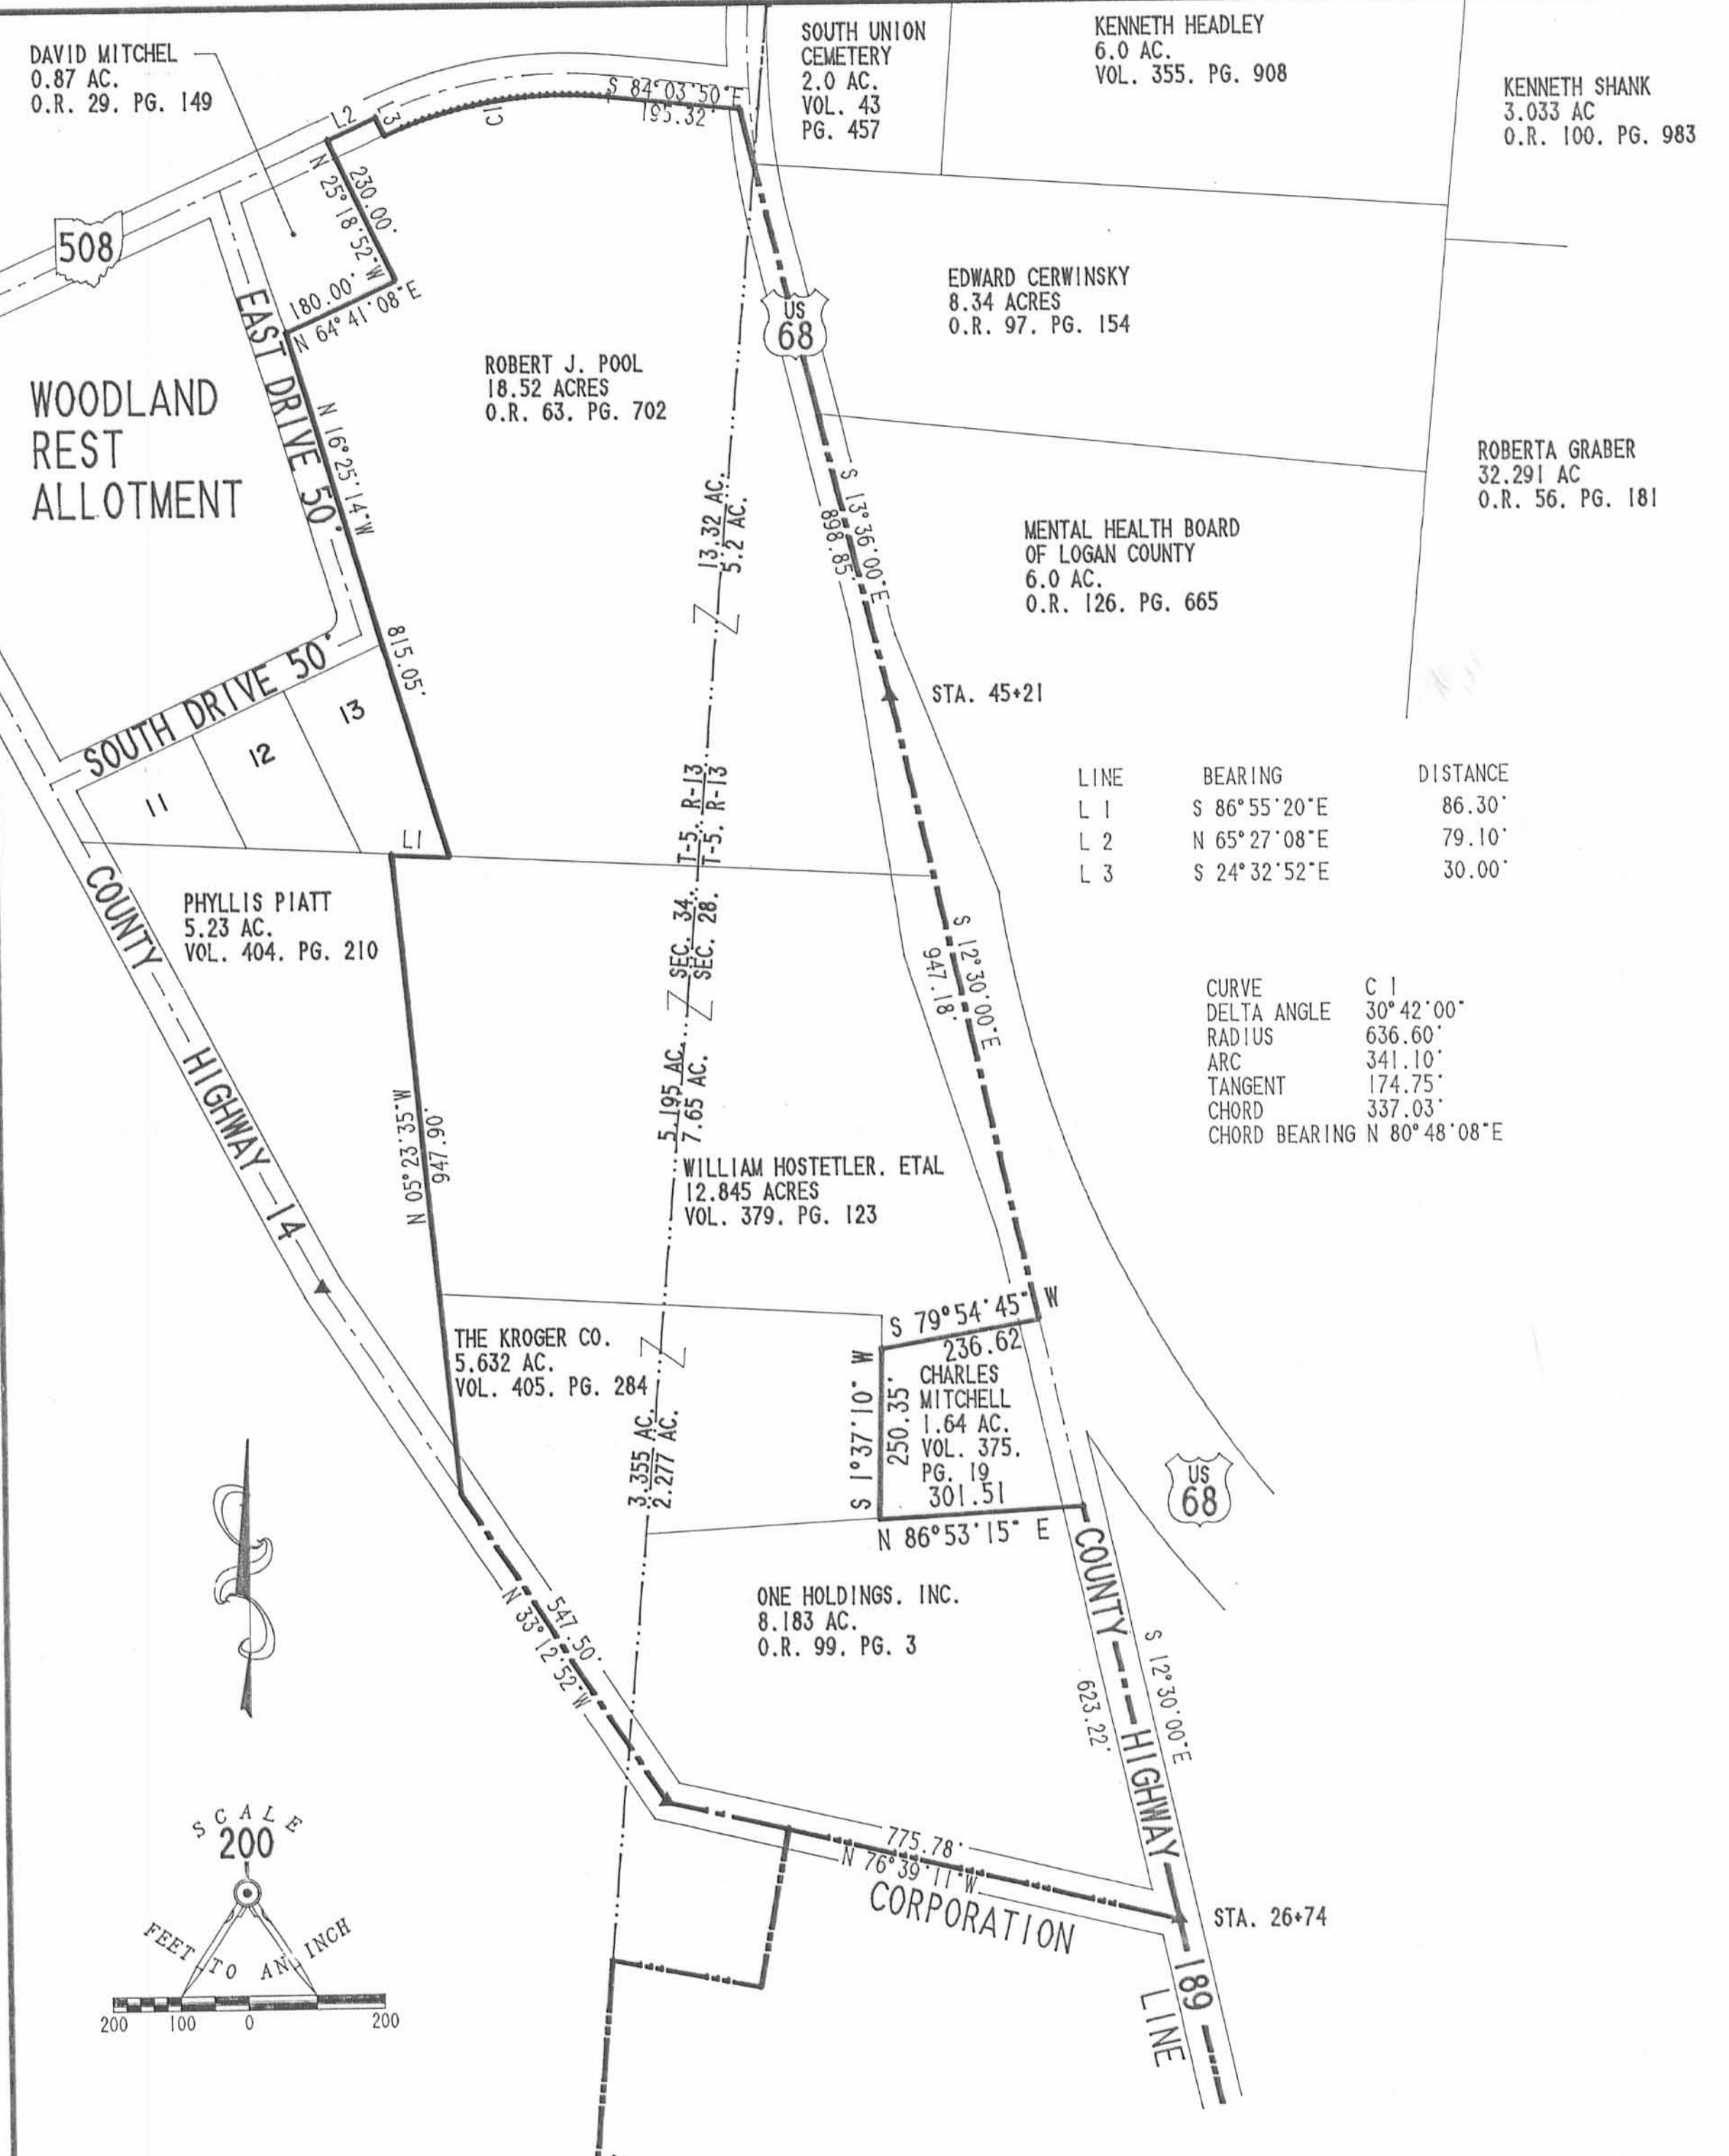 DAVID MITCHEL
0.87 AC.
O.R. 29. PG. 149
SOUTH UNION
CEMETERY
2.0 AC.
VOL. 43
PG. 457
KENNETH HEADLEY
6.0 AC.
VOL. 355. PG. 908
KENNETH SHANK
3.033 AC
O.R. 100. PG. 983
L2
L3
C1
S 84°03'50"E
195.32'
508
N 25°18'52"W
230.00'
180.00'
N 64°41'08"E
EAST DRIVE 50'
US
68
EDWARD CERWINSKY
8.34 ACRES
O.R. 97. PG. 154
ROBERT J. POOL
18.52 ACRES
O.R. 63. PG. 702
WOODLAND
REST
ALLOTMENT
N 16°25'14"W
815.05'
13.32 AC.
5.2 AC.
S 13°36'00"E
898.85'
ROBERTA GRABER
32.291 AC
O.R. 56. PG. 181
MENTAL HEALTH BOARD
OF LOGAN COUNTY
6.0 AC.
O.R. 126. PG. 665
SOUTH DRIVE 50'
13
12
11
STA. 45+21
LINE BEARING DISTANCE
L 1 S 86°55'20"E 86.30'
L 2 N 65°27'08"E 79.10'
L 3 S 24°32'52"E 30.00'
L1
SEC. 34. T-5. R-13
SEC. 28. T-5. R-13
PHYLLIS PIATT
5.23 AC.
VOL. 404. PG. 210
S 12°30'00"E
947.18'
CURVE C 1
DELTA ANGLE 30°42'00"
RADIUS 636.60'
ARC 341.10'
TANGENT 174.75'
CHORD 337.03'
CHORD BEARING N 80°48'08"E
COUNTY HIGHWAY 14
N 05°23'35"W
947.90'
5.195 AC.
7.65 AC.
WILLIAM HOSTETLER. ETAL
12.845 ACRES
VOL. 379. PG. 123
S 79°54'45" W
236.62'
THE KROGER CO.
5.632 AC.
VOL. 405. PG. 284
CHARLES
MITCHELL
1.64 AC.
VOL. 375.
PG. 19
S 1°37'10" W
250.35'
301.51
N 86°53'15" E
3.355 AC.
2.277 AC.
US
68
ONE HOLDINGS. INC.
8.183 AC.
O.R. 99. PG. 3
547.50'
N 33°12'52"W
S 12°30'00"E
623.22'
COUNTY HIGHWAY 189
775.78'
N 76°39'11"W
CORPORATION LINE
STA. 26+74
SCALE
200
FEET TO AN INCH
200 100 0 200